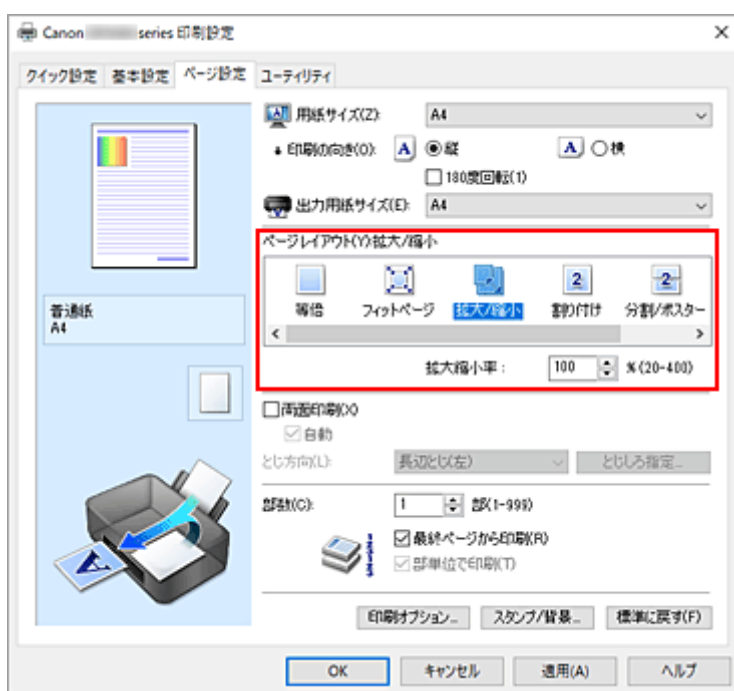 Canon series 印刷設定
クイック設定 基本設定 ページ設定 ユーティリティ
用紙サイズ(Z): A4
印刷の向き(O): A 縦 A 横
180度回転(1)
出力用紙サイズ(E): A4
ページレイアウト(Y):拡大/縮小
等倍 フィットページ 拡大/縮小 割り付け 分割/ポスター
拡大縮小率: 100 %(20-400)
普通紙
A4
両面印刷(X)
自動
とじ方向(L): 長辺とじ(左) とじしろ指定...
部数(C): 1 部(1-999)
最終ページから印刷(R)
部単位で印刷(T)
印刷オプション... スタンプ/背景... 標準に戻す(F)
OK キャンセル 適用(A) ヘルプ